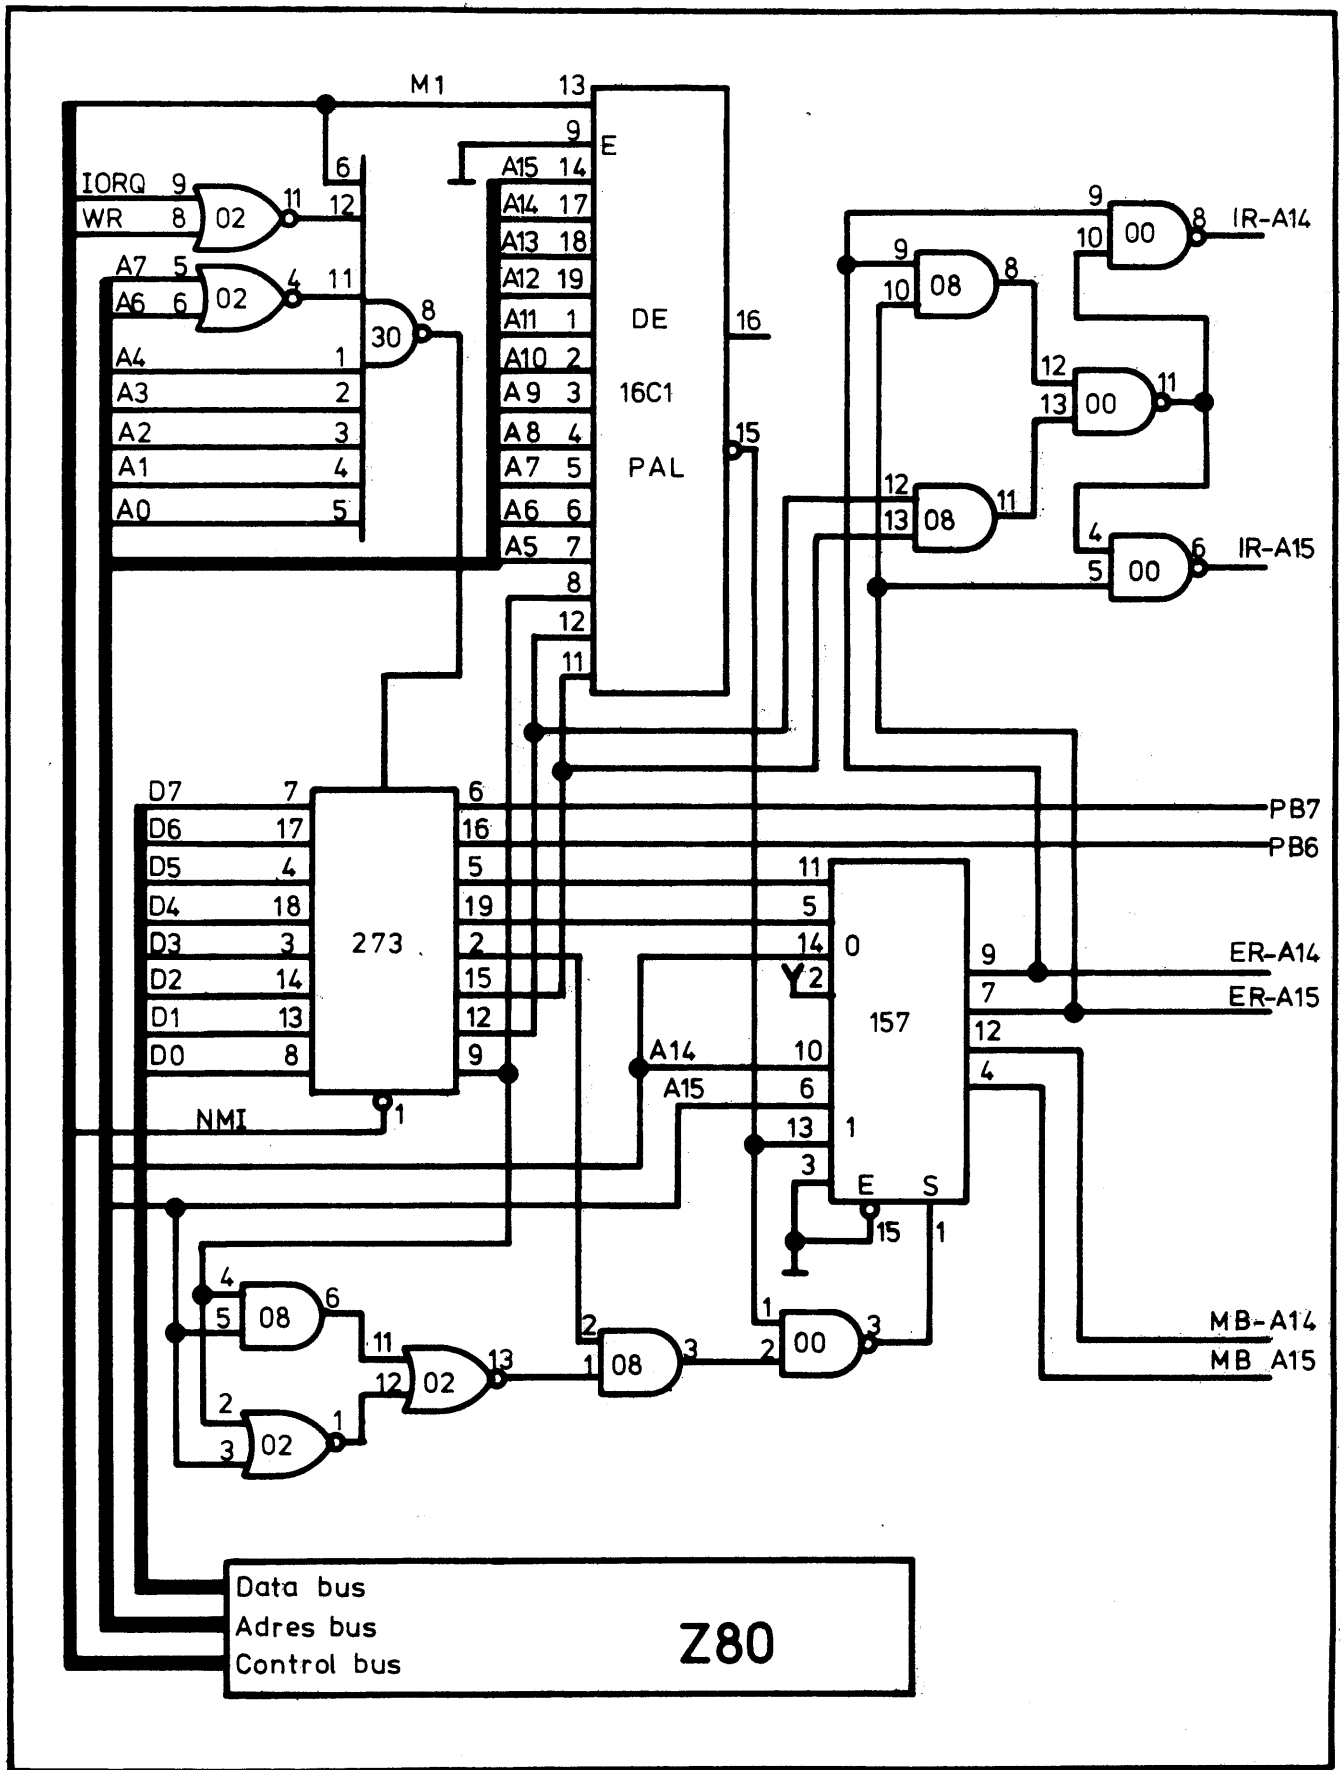 M1 13
9 E
IORQ 9 11 6
WR 8 02 12
A7 5 4 11
A6 6 02
30 8
A4 1
A3 2
A2 3
A1 4
A0 5
A15 14
A14 17
A13 18
A12 19
A11 1
A10 2
A9 3
A8 4
A7 5
A6 6
A5 7
8
12
11
DE
16C1
PAL
16
15
9 8 IR-A14
10 00
9 8
10 08
12 11
13 00
12 11
13 08
4 6 IR-A15
5 00
D7 7 6 PB7
D6 17 16 PB6
D5 4 5 11
D4 18 19 5
D3 3 273 2 14 0
D2 14 15 2
D1 13 12
D0 8 9
NMI 1
A14 10
A15 6
13 1
3
157
E S
15 1
9 ER-A14
7 ER-A15
12
4
4 6
5 08
11 13
12 02
2 1
3 02
2 3
1 08
1 3
2 00
MB-A14
MB A15
Data bus
Adres bus
Control bus
Z80